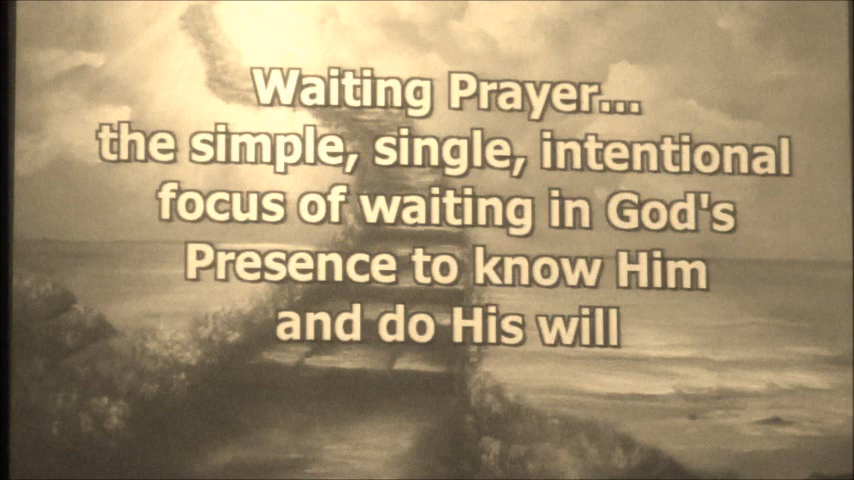 Waiting Prayer...
the simple, single, intentional
focus of waiting in God's
Presence to know Him
and do His will